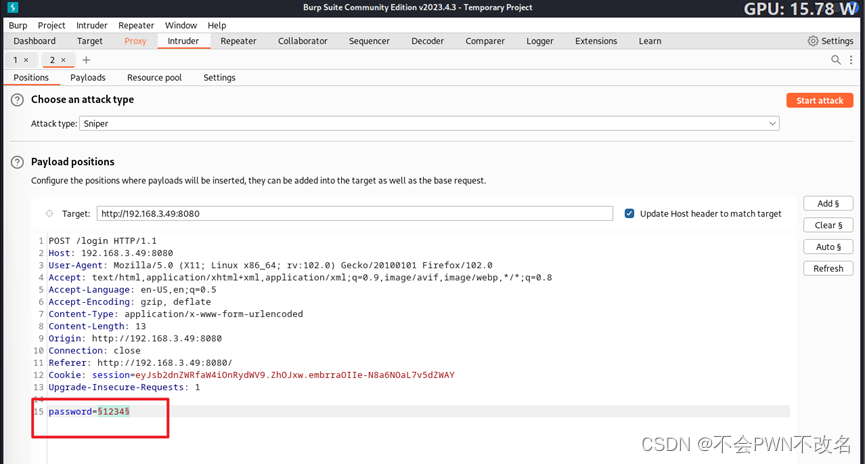 Burp Suite Community Edition v2023.4.3 - Temporary Project
GPU: 15.78 W
Burp Project Intruder Repeater Window Help
Dashboard Target Proxy Intruder Repeater Collaborator Sequencer Decoder Comparer Logger Extensions Learn Settings
1 × 2 × +
Positions Payloads Resource pool Settings
? Choose an attack type
Start attack
Attack type: Sniper
? Payload positions
Configure the positions where payloads will be inserted, they can be added into the target as well as the base request.
Target: http://192.168.3.49:8080
Update Host header to match target
Add §
Clear §
Auto §
Refresh
1 POST /login HTTP/1.1
2 Host: 192.168.3.49:8080
3 User-Agent: Mozilla/5.0 (X11; Linux x86_64; rv:102.0) Gecko/20100101 Firefox/102.0
4 Accept: text/html,application/xhtml+xml,application/xml;q=0.9,image/avif,image/webp,*/*;q=0.8
5 Accept-Language: en-US,en;q=0.5
6 Accept-Encoding: gzip, deflate
7 Content-Type: application/x-www-form-urlencoded
8 Content-Length: 13
9 Origin: http://192.168.3.49:8080
10 Connection: close
11 Referer: http://192.168.3.49:8080/
12 Cookie: session=eyJsb2dnZWRfaW4iOnRydWV9.ZhOJxw.embrraOIIe-N8a6NOaL7v5dZWAY
13 Upgrade-Insecure-Requests: 1
14
15 password=§1234§
CSDN @不会PWN不改名